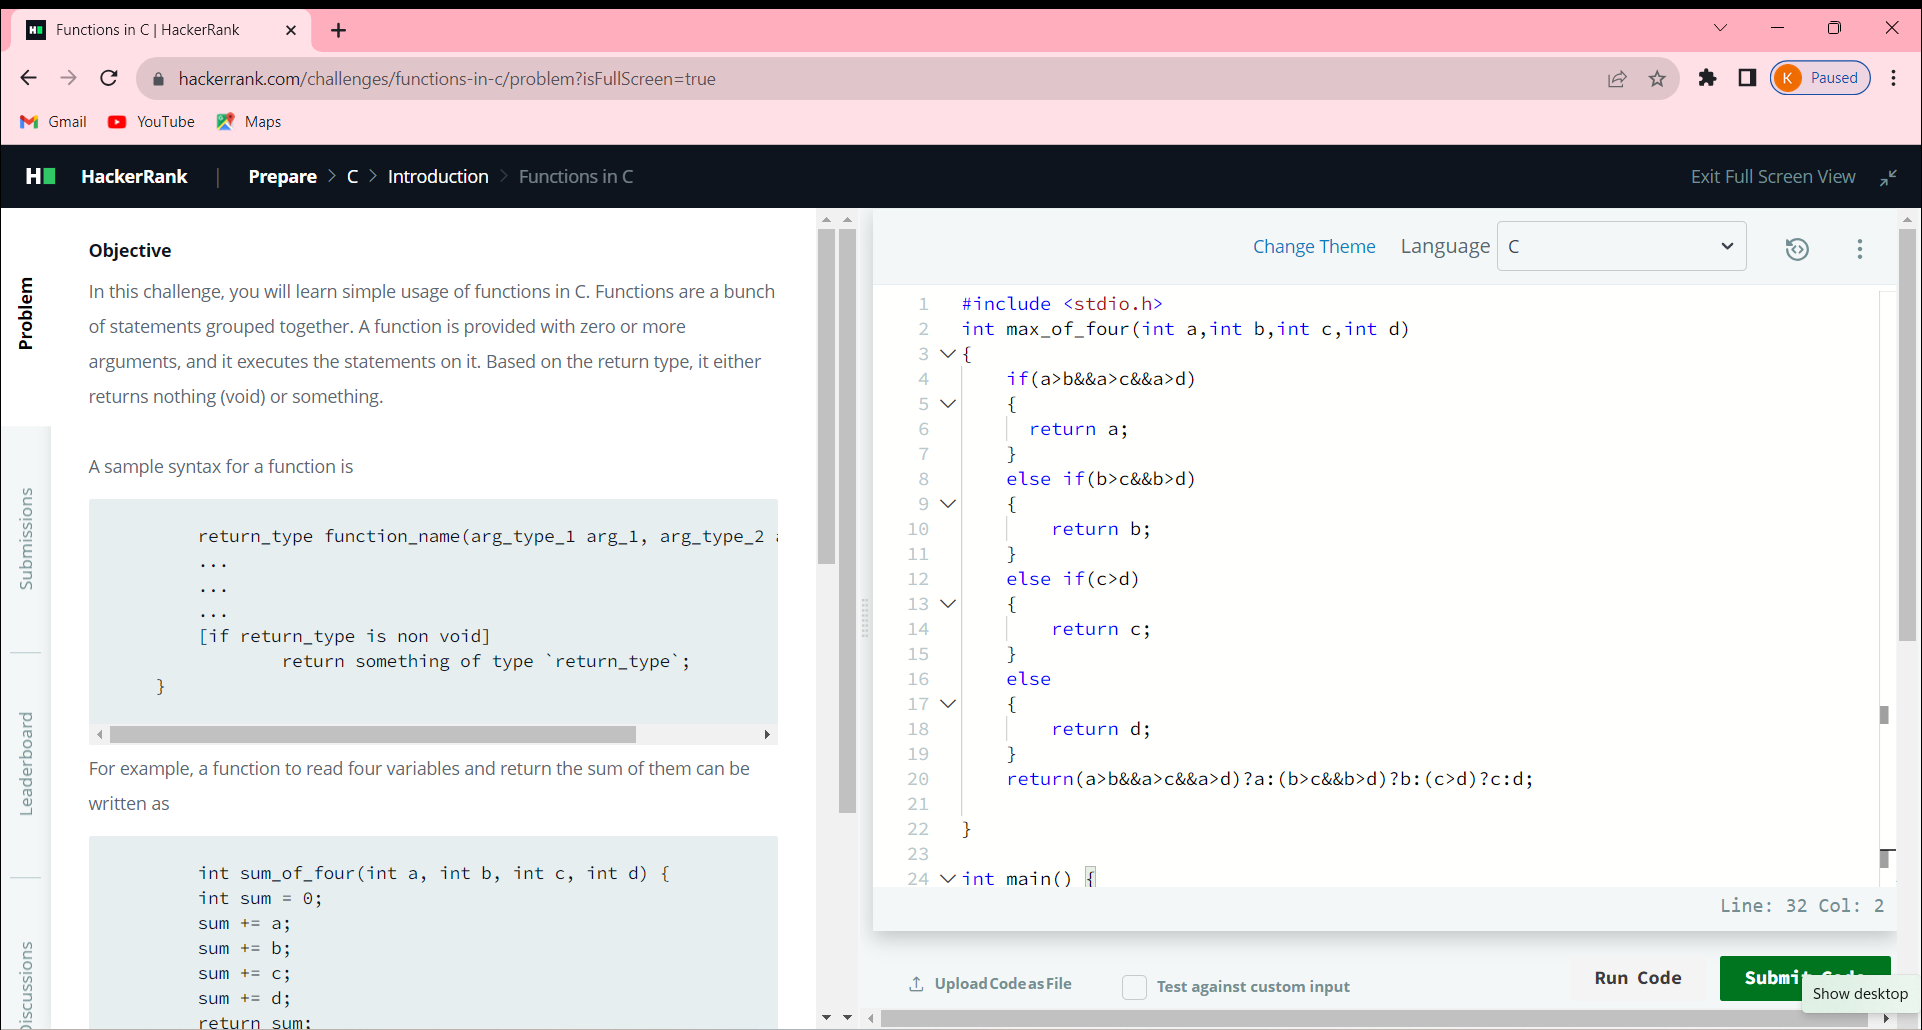 Functions in C | HackerRank
hackerrank.com/challenges/functions-in-c/problem?isFullScreen=true
K Paused
Gmail YouTube Maps
H HackerRank | Prepare > C > Introduction > Functions in C
Exit Full Screen View
Problem
Submissions
Leaderboard
Discussions
Objective
In this challenge, you will learn simple usage of functions in C. Functions are a bunch
of statements grouped together. A function is provided with zero or more
arguments, and it executes the statements on it. Based on the return type, it either
returns nothing (void) or something.
A sample syntax for a function is
return_type function_name(arg_type_1 arg_1, arg_type_2
...
...
...
[if return_type is non void]
return something of type `return_type`;
}
For example, a function to read four variables and return the sum of them can be
written as
int sum_of_four(int a, int b, int c, int d) {
int sum = 0;
sum += a;
sum += b;
sum += c;
sum += d;
return sum;
Change Theme Language C
1 #include <stdio.h>
2 int max_of_four(int a,int b,int c,int d)
3 {
4 if(a>b&&a>c&&a>d)
5 {
6 return a;
7 }
8 else if(b>c&&b>d)
9 {
10 return b;
11 }
12 else if(c>d)
13 {
14 return c;
15 }
16 else
17 {
18 return d;
19 }
20 return(a>b&&a>c&&a>d)?a:(b>c&&b>d)?b:(c>d)?c:d;
21
22 }
23
24 int main() {
Line: 32 Col: 2
Upload Code as File
Test against custom input
Run Code
Submit Code
Show desktop